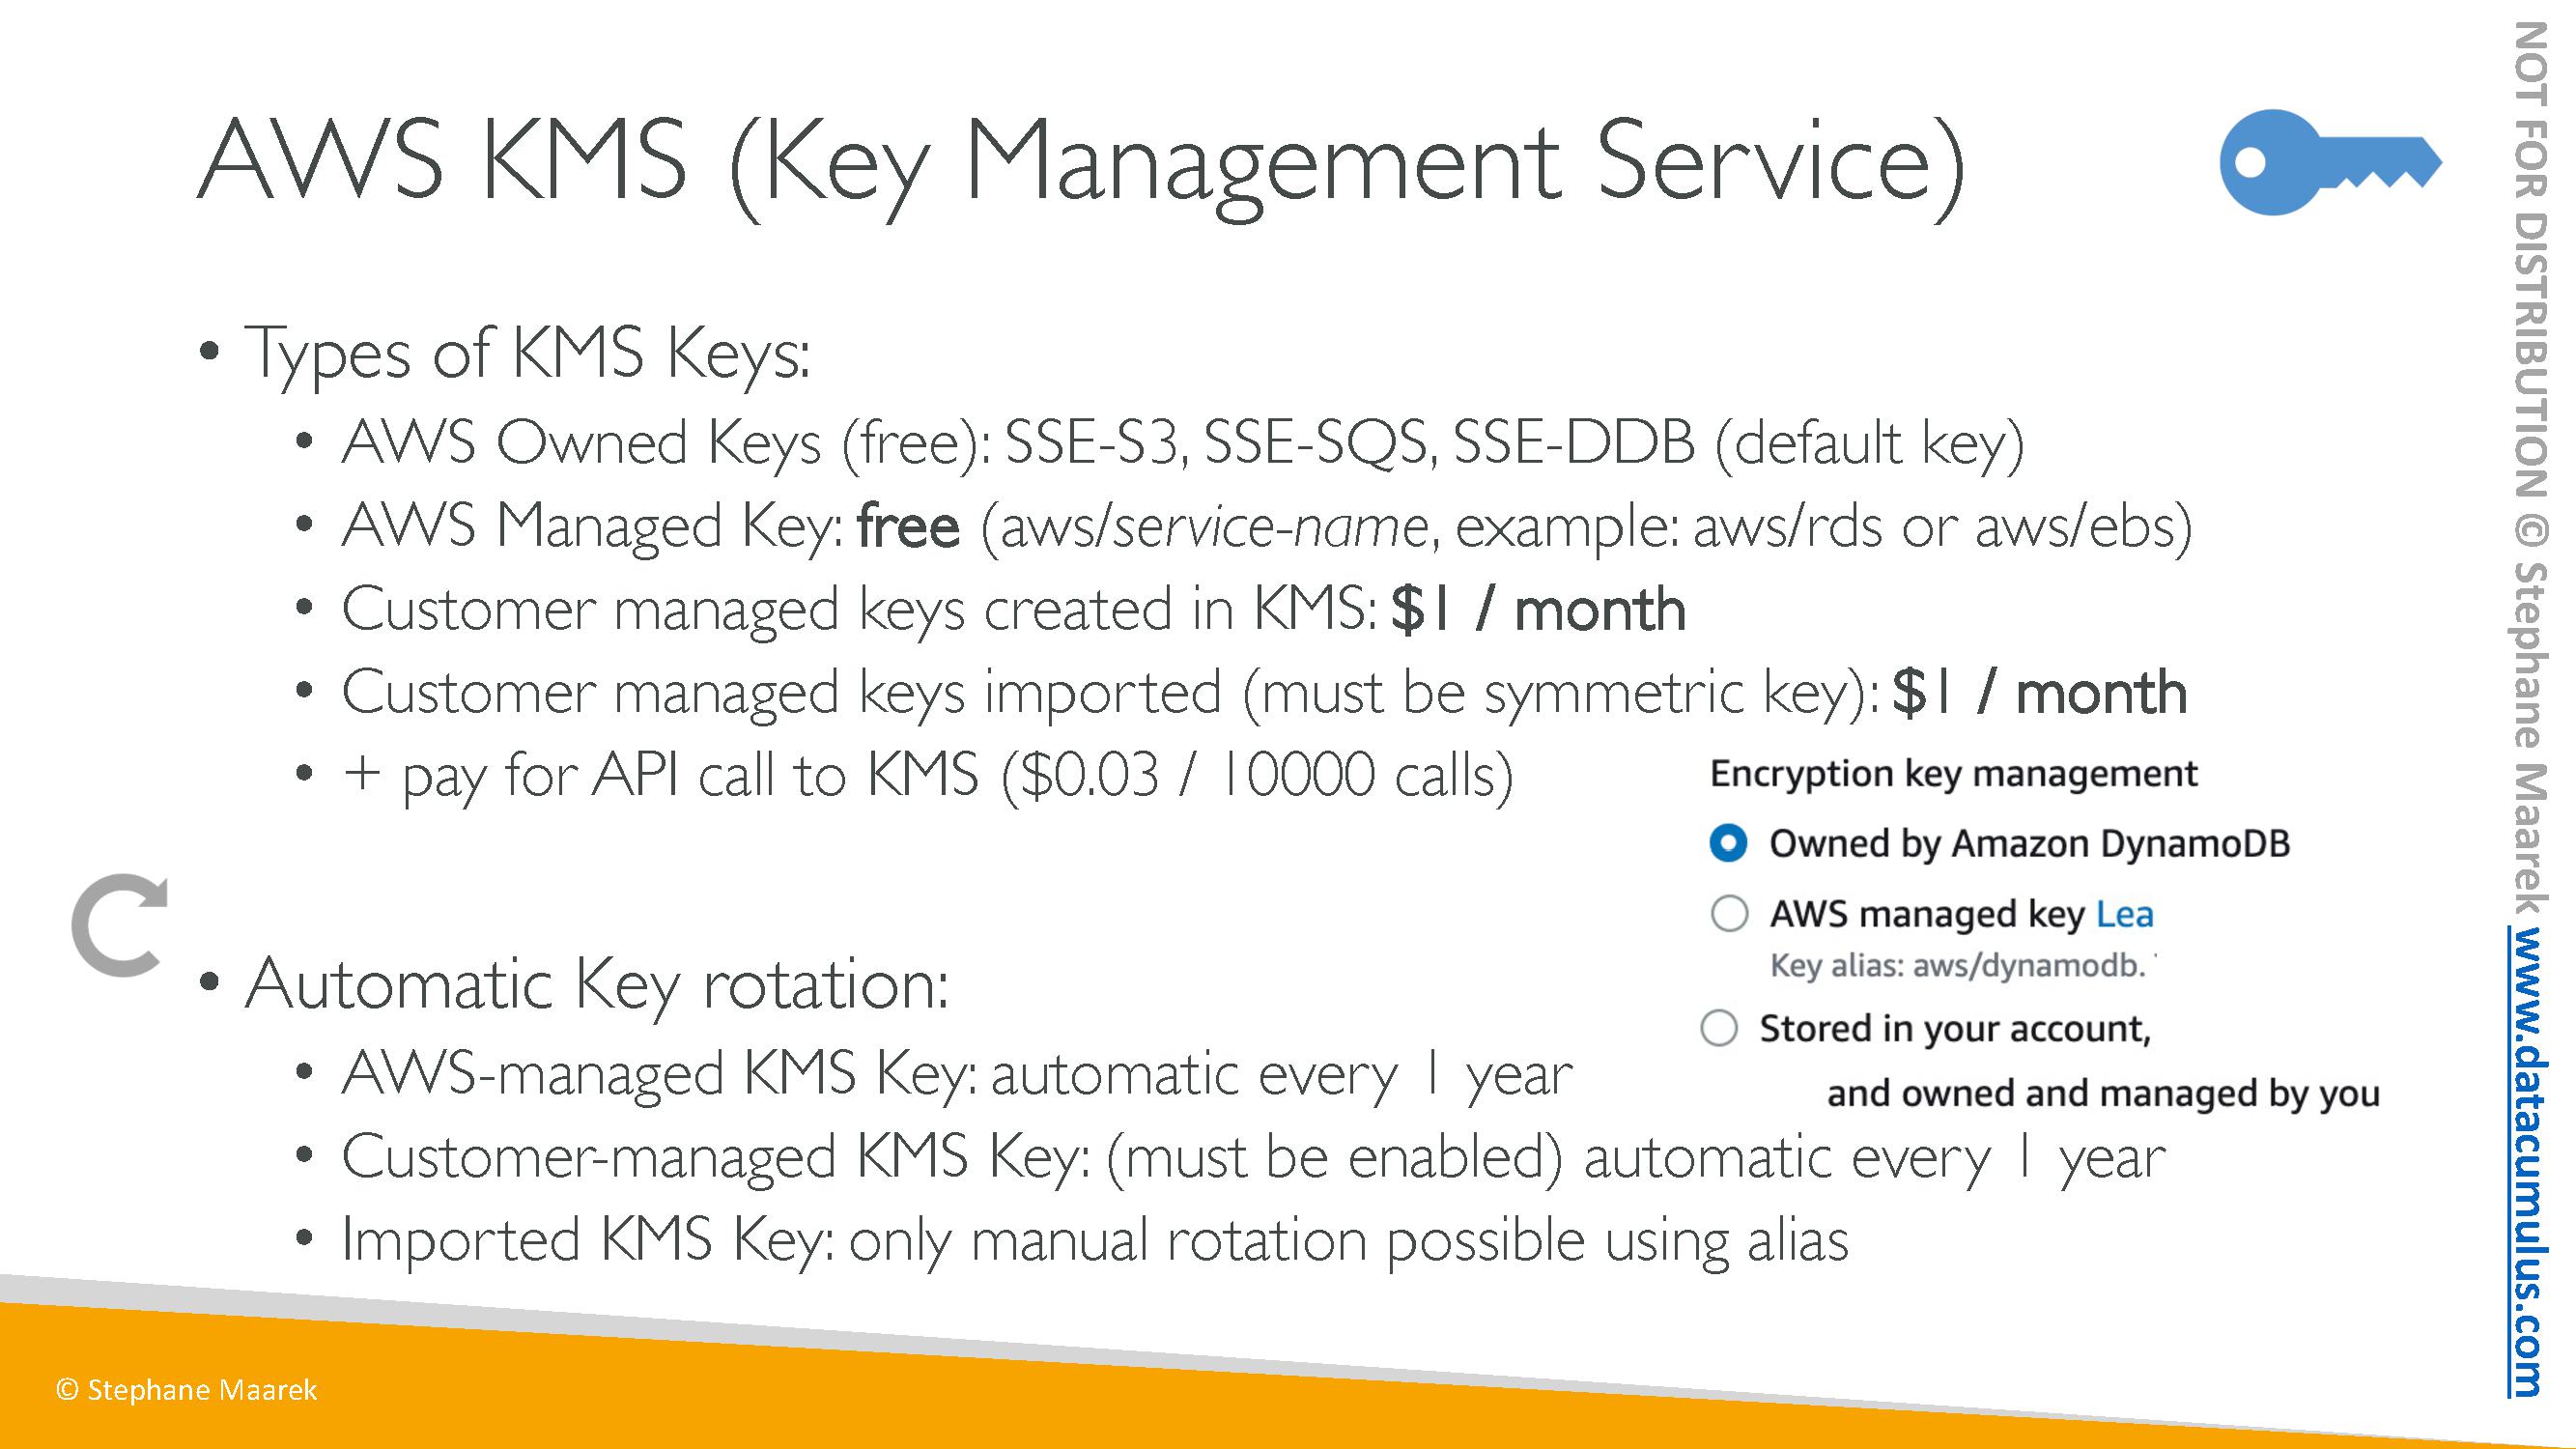 AWS KMS (Key Management Service)
• Types of KMS Keys:
• AWS Owned Keys (free): SSE-S3, SSE-SQS, SSE-DDB (default key)
• AWS Managed Key: free (aws/service-name, example: aws/rds or aws/ebs)
• Customer managed keys created in KMS: $1 / month
• Customer managed keys imported (must be symmetric key): $1 / month
• + pay for API call to KMS ($0.03 / 10000 calls)
Encryption key management
Owned by Amazon DynamoDB
AWS managed key Lea
Key alias: aws/dynamodb.
Stored in your account,
and owned and managed by you
• Automatic Key rotation:
• AWS-managed KMS Key: automatic every 1 year
• Customer-managed KMS Key: (must be enabled) automatic every 1 year
• Imported KMS Key: only manual rotation possible using alias
© Stephane Maarek
NOT FOR DISTRIBUTION © Stephane Maarek www.datacumulus.com